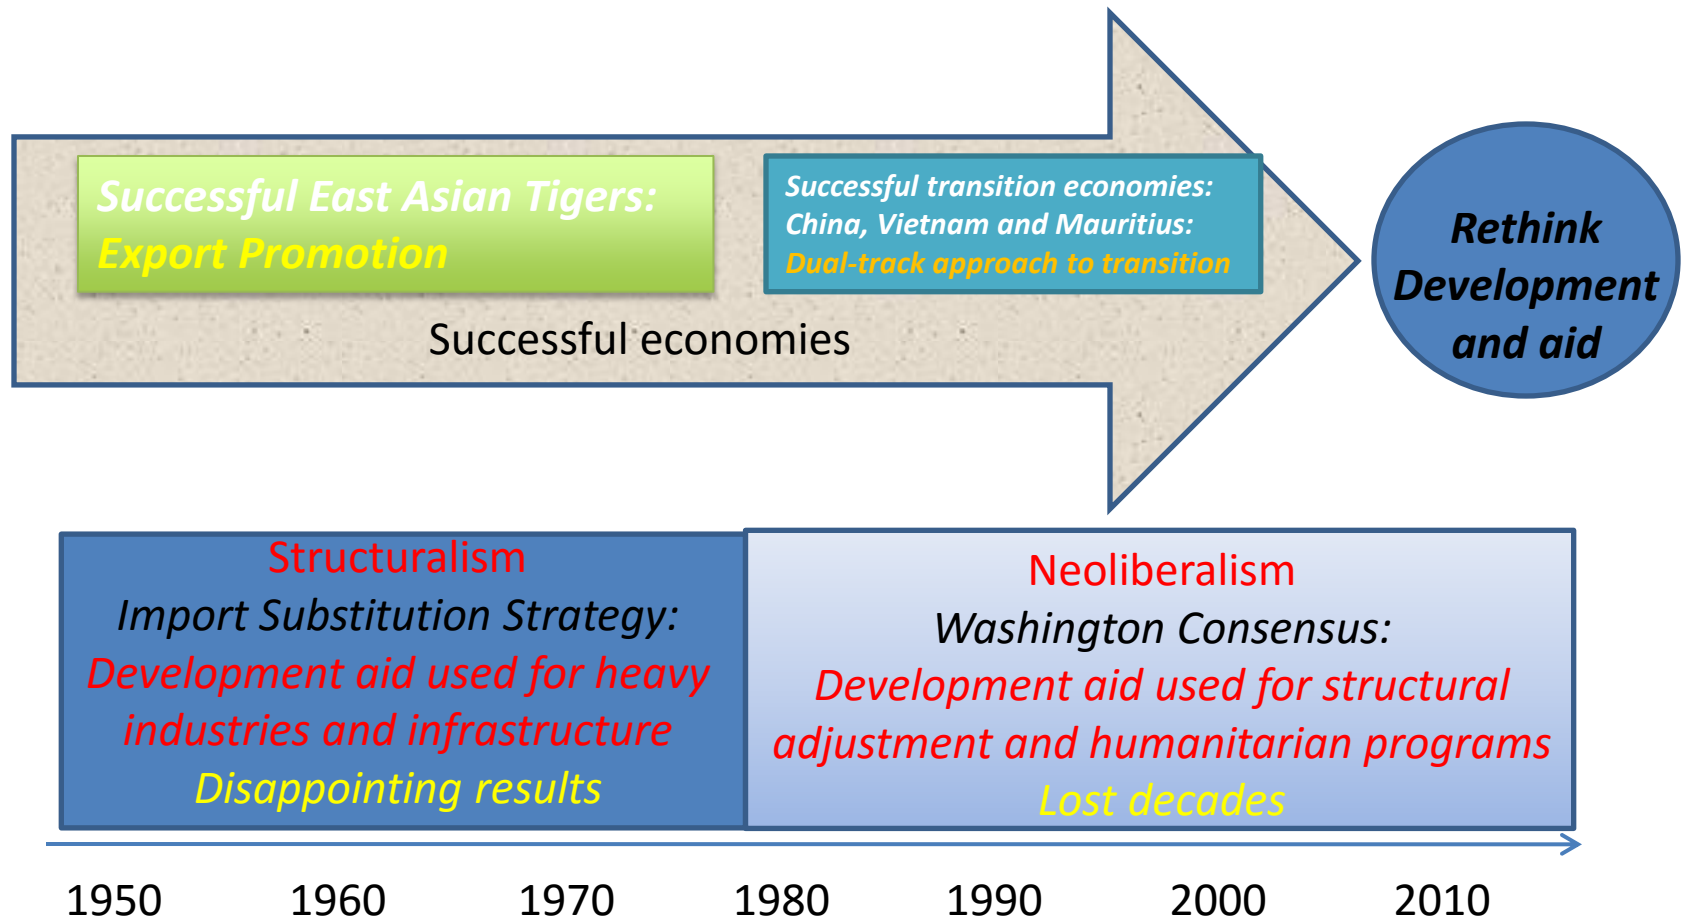 Successful East Asian Tigers:
Export Promotion
Successful transition economies:
China, Vietnam and Mauritius:
Dual-track approach to transition
Successful economies
Rethink
Development
and aid
Structuralism
Import Substitution Strategy:
Development aid used for heavy
industries and infrastructure
Disappointing results
Neoliberalism
Washington Consensus:
Development aid used for structural
adjustment and humanitarian programs
Lost decades
1950 1960 1970 1980 1990 2000 2010